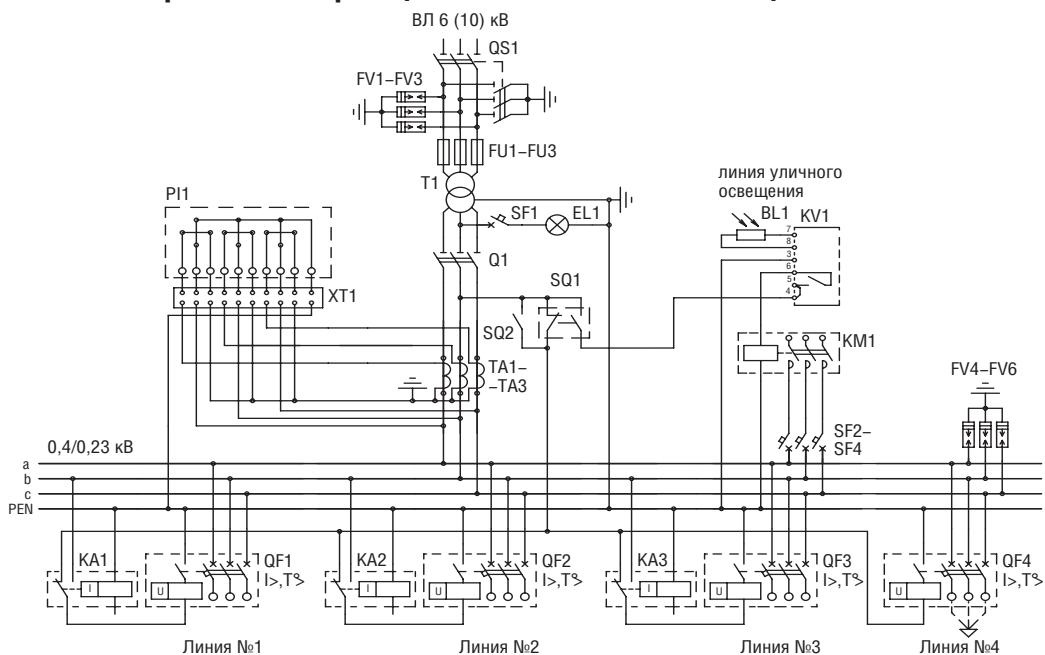 ВЛ 6 (10) кВ
QS1
FV1–FV3
FU1–FU3
T1
линия уличного
освещения
PI1
SF1
EL1
BL1
KV1
7
8
3
6
5
4
Q1
XT1
SQ1
SQ2
KM1
TA1–
–TA3
FV4–FV6
0,4/0,23 кВ
SF2–
SF4
a
b
c
PEN
KA1
QF1
I>,T°>
KA2
QF2
I>,T°>
KA3
QF3
I>,T°>
QF4
I>,T°>
I
U
I
U
I
U
U
Линия №1
Линия №2
Линия №3
Линия №4